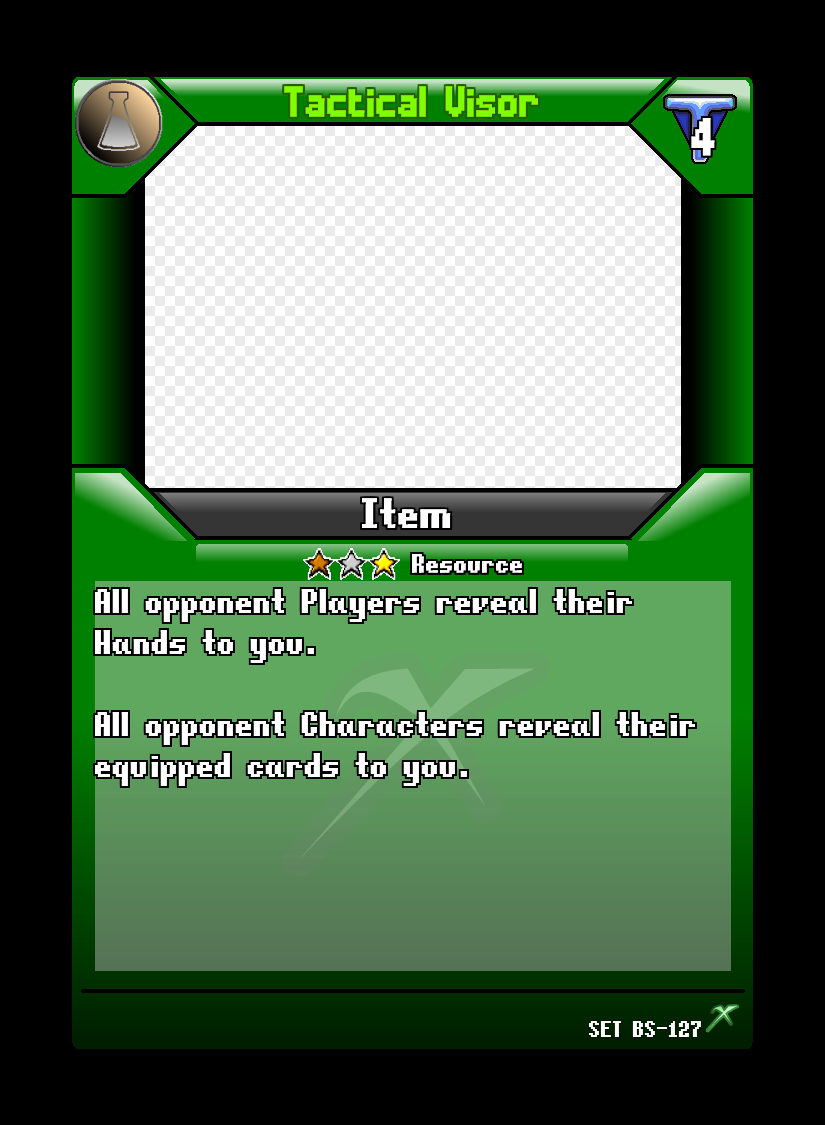 Tactical Visor
4
Item
Resource
All opponent Players reveal their
Hands to you.
All opponent Characters reveal their
equipped cards to you.
SET BS-127